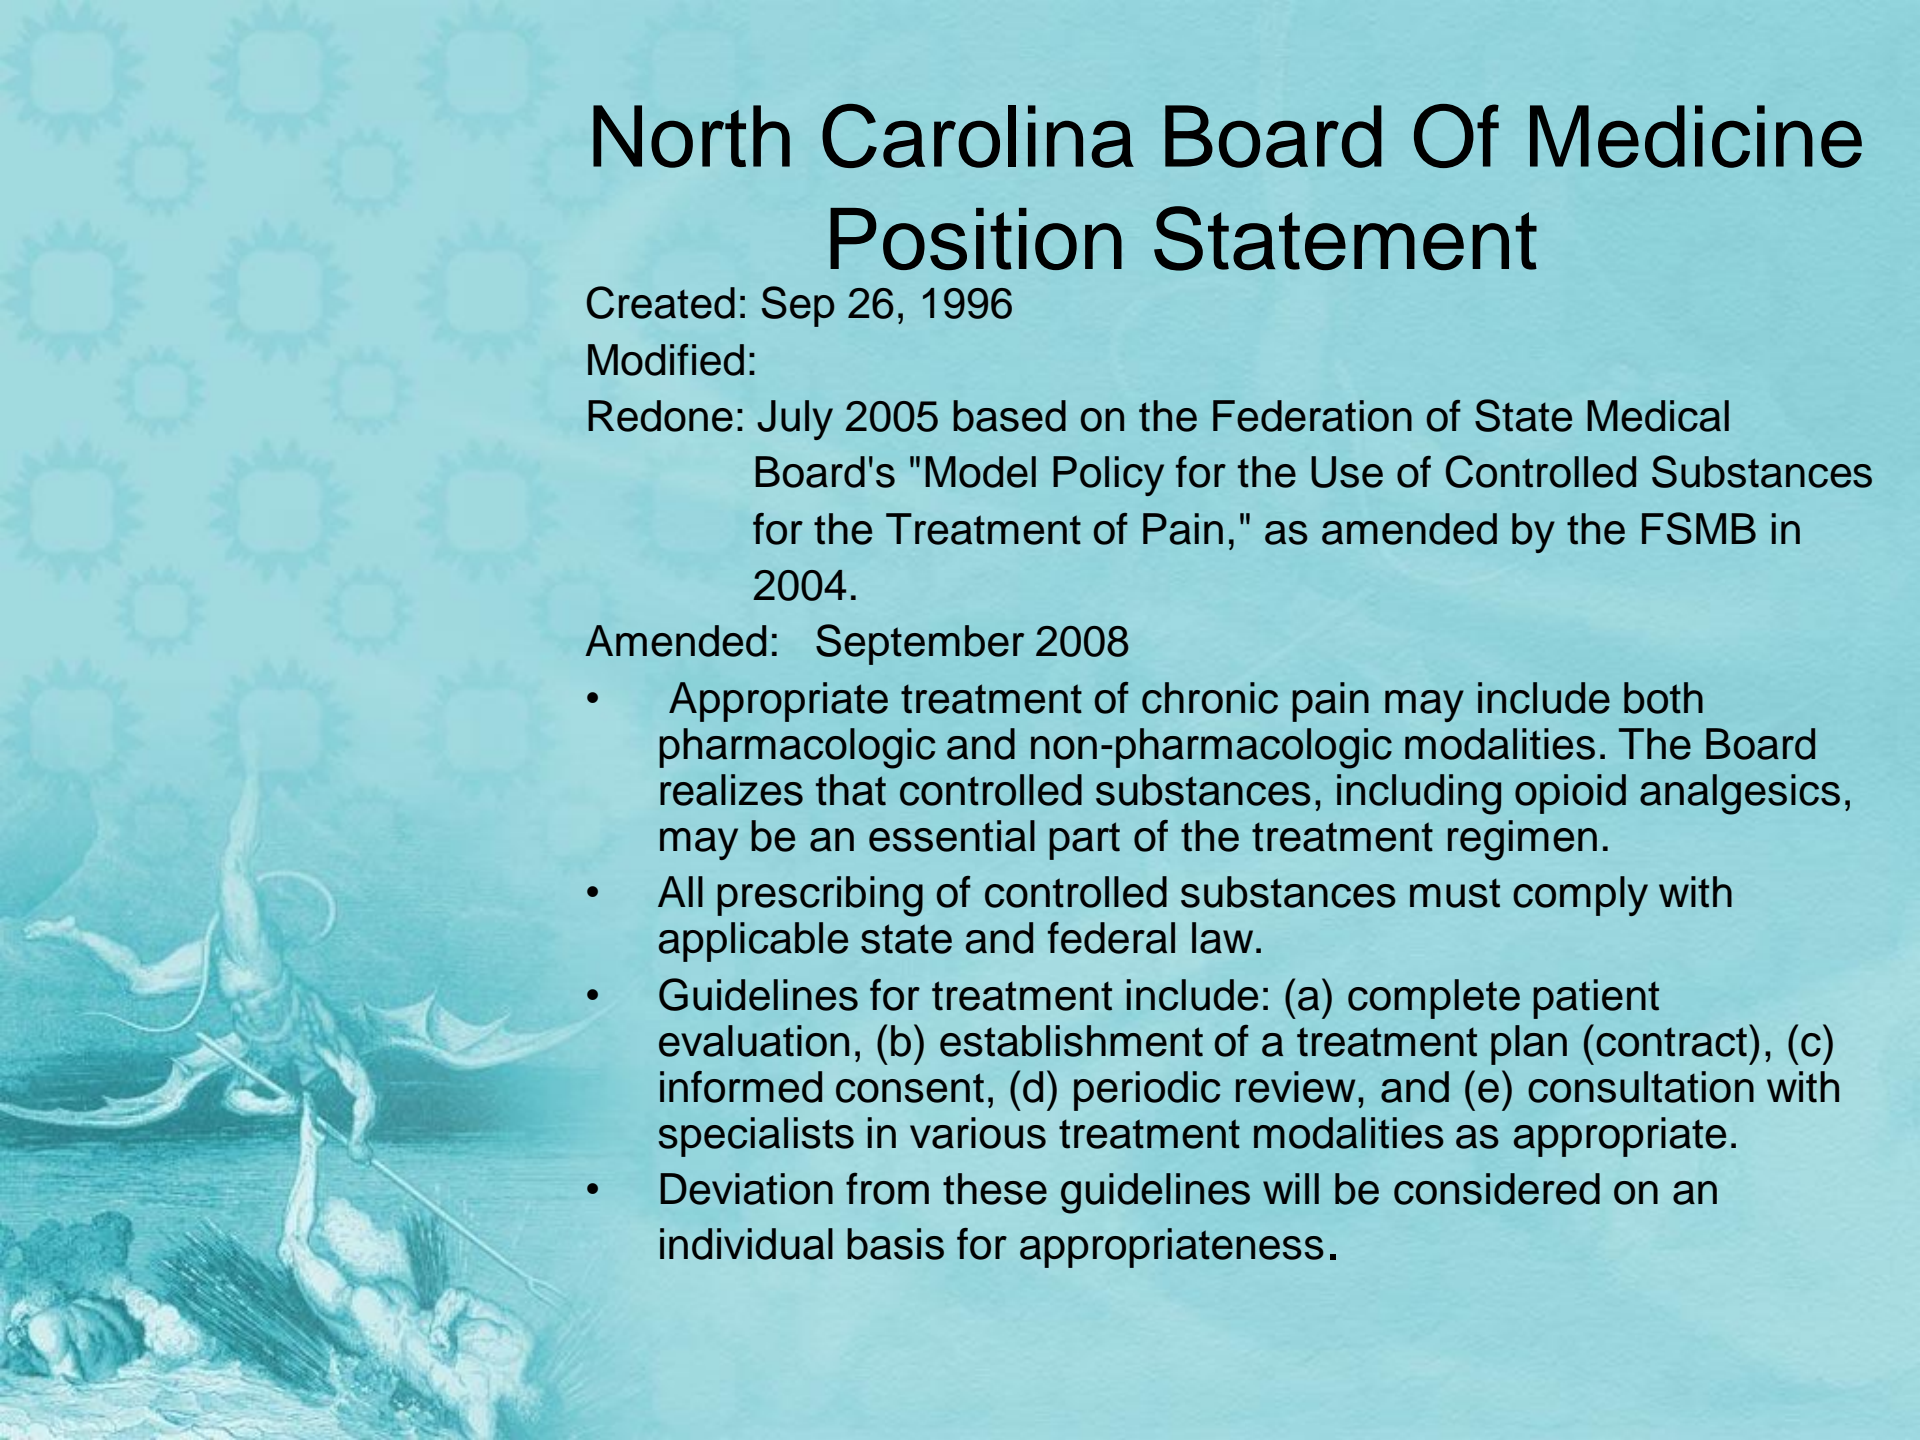 North Carolina Board Of Medicine
Position Statement
Created: Sep 26, 1996
Modified:
Redone: July 2005 based on the Federation of State Medical
Board's "Model Policy for the Use of Controlled Substances
for the Treatment of Pain," as amended by the FSMB in
2004.
Amended:   September 2008
•     Appropriate treatment of chronic pain may include both
pharmacologic and non-pharmacologic modalities. The Board
realizes that controlled substances, including opioid analgesics,
may be an essential part of the treatment regimen.
•    All prescribing of controlled substances must comply with
applicable state and federal law.
•    Guidelines for treatment include: (a) complete patient
evaluation, (b) establishment of a treatment plan (contract), (c)
informed consent, (d) periodic review, and (e) consultation with
specialists in various treatment modalities as appropriate.
•    Deviation from these guidelines will be considered on an
individual basis for appropriateness.